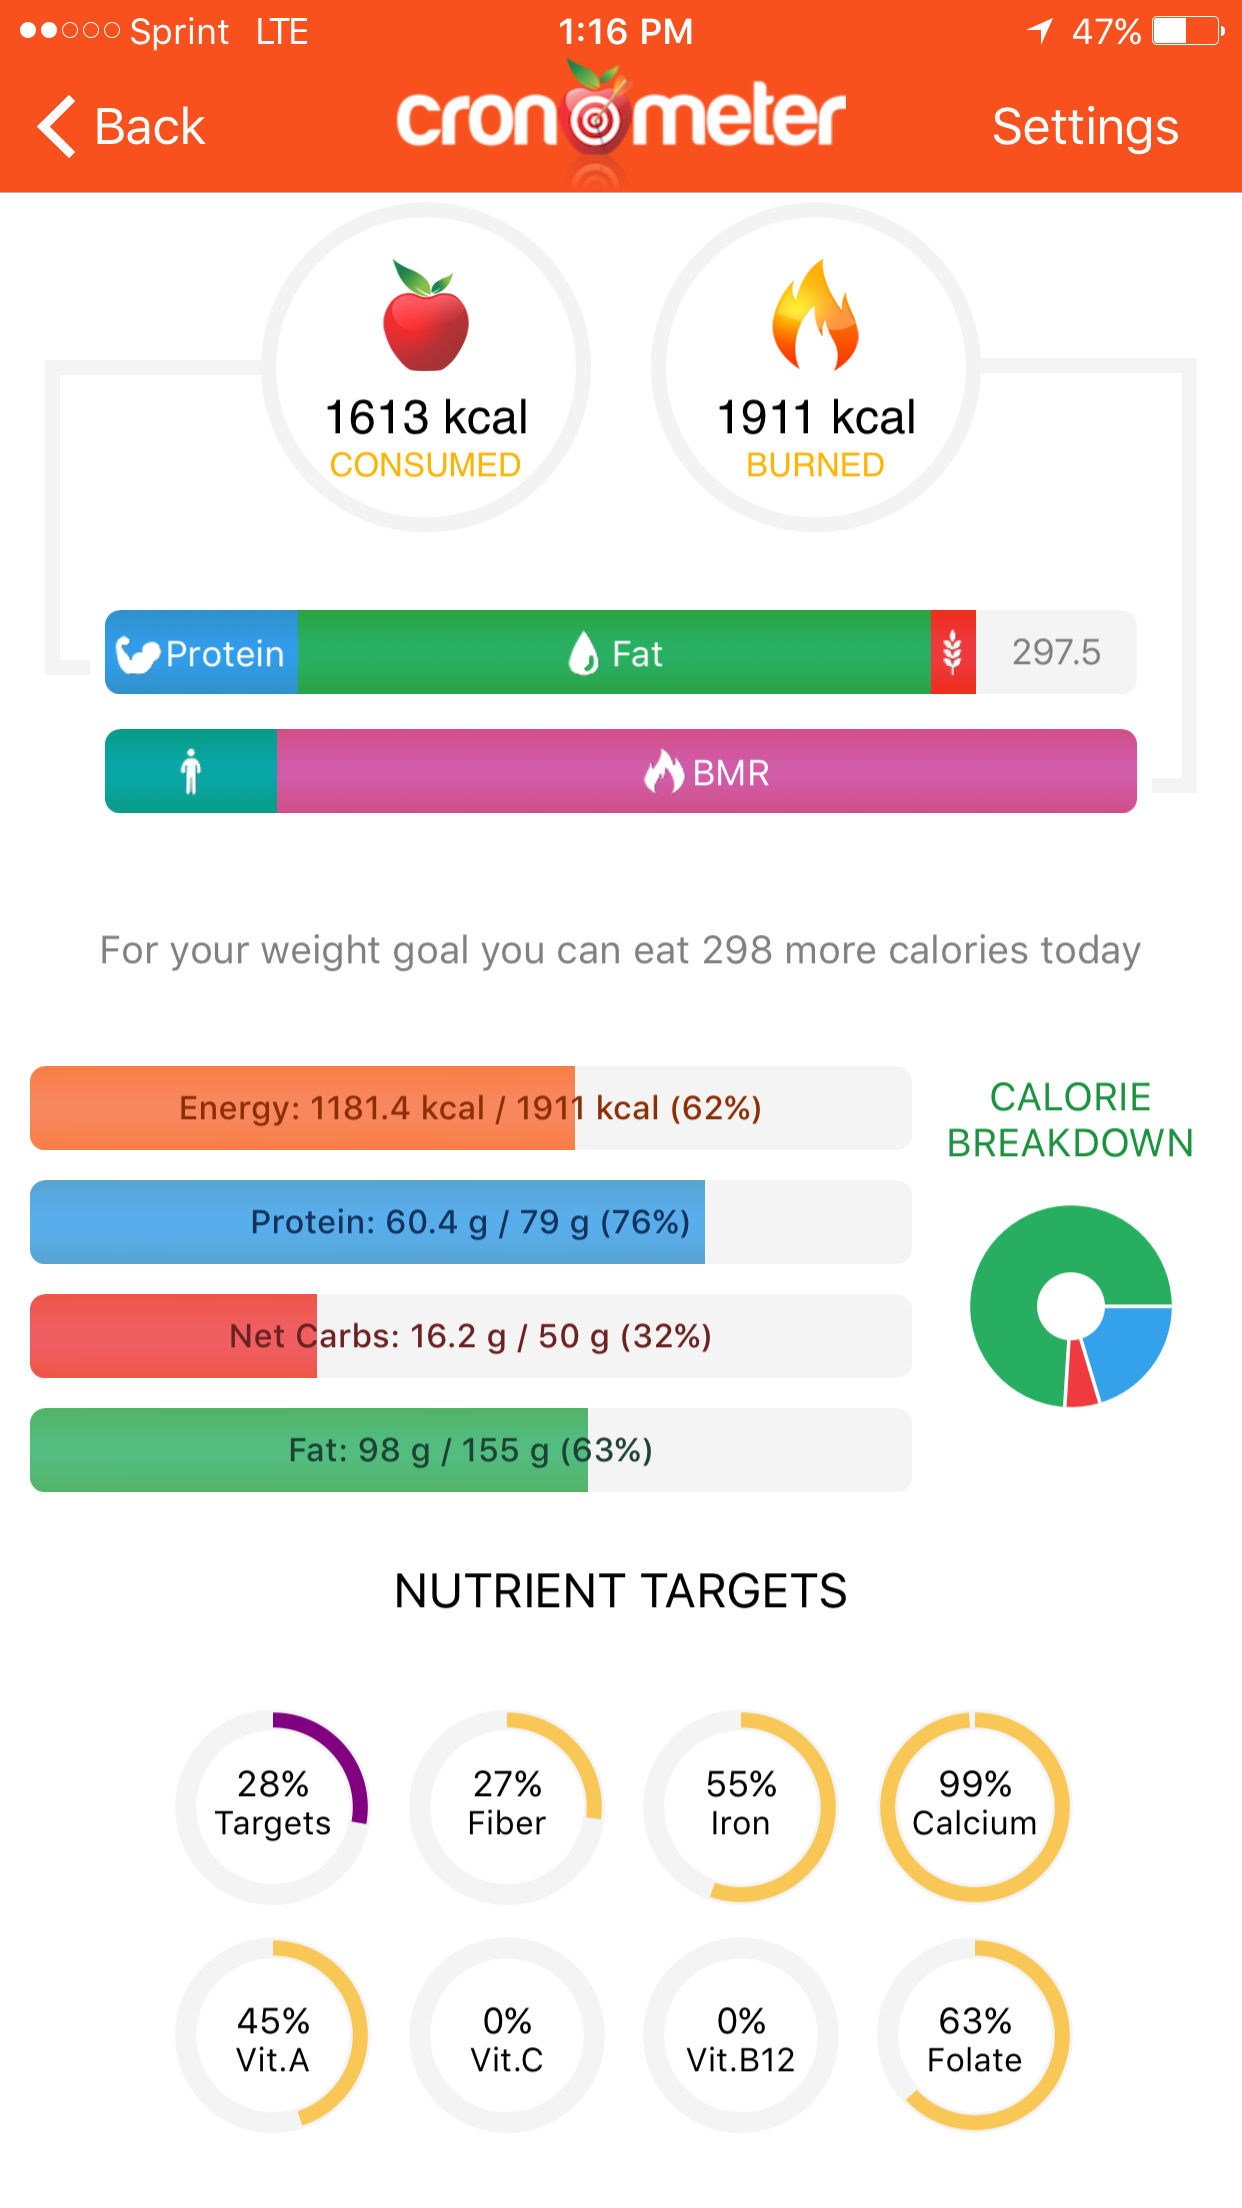 Sprint LTE 1:16 PM 47%
Back cronometer Settings
1613 kcal
CONSUMED
1911 kcal
BURNED
Protein Fat 297.5
BMR
For your weight goal you can eat 298 more calories today
Energy: 1181.4 kcal / 1911 kcal (62%)
Protein: 60.4 g / 79 g (76%)
Net Carbs: 16.2 g / 50 g (32%)
Fat: 98 g / 155 g (63%)
CALORIE
BREAKDOWN
NUTRIENT TARGETS
28%
Targets
27%
Fiber
55%
Iron
99%
Calcium
45%
Vit.A
0%
Vit.C
0%
Vit.B12
63%
Folate